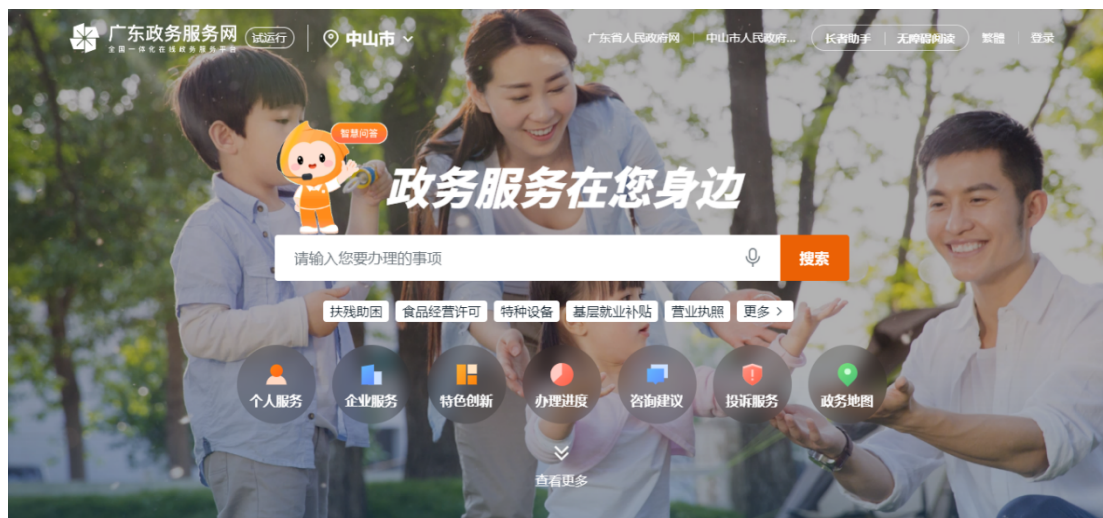 广东政务服务网 试运行 中山市
全国一体化在线政务服务平台
广东省人民政府网 中山市人民政府... 长者助手 无障碍阅读 繁體 登录
智慧问答
政务服务在您身边
请输入您要办理的事项 搜索
扶残助困 食品经营许可 特种设备 基层就业补贴 营业执照 更多 >
个人服务 企业服务 特色创新 办理进度 咨询建议 投诉服务 政务地图
查看更多